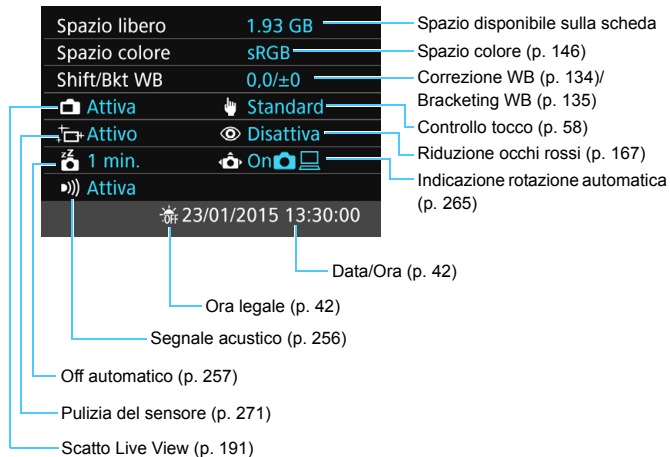 Spazio libero 1.93 GB
Spazio colore sRGB
Shift/Bkt WB 0,0/±0
Attiva Standard
Attivo Disattiva
1 min. On
Attiva
OFF 23/01/2015 13:30:00
Spazio disponibile sulla scheda
Spazio colore (p. 146)
Correzione WB (p. 134)/
Bracketing WB (p. 135)
Controllo tocco (p. 58)
Riduzione occhi rossi (p. 167)
Indicazione rotazione automatica
(p. 265)
Data/Ora (p. 42)
Ora legale (p. 42)
Segnale acustico (p. 256)
Off automatico (p. 257)
Pulizia del sensore (p. 271)
Scatto Live View (p. 191)